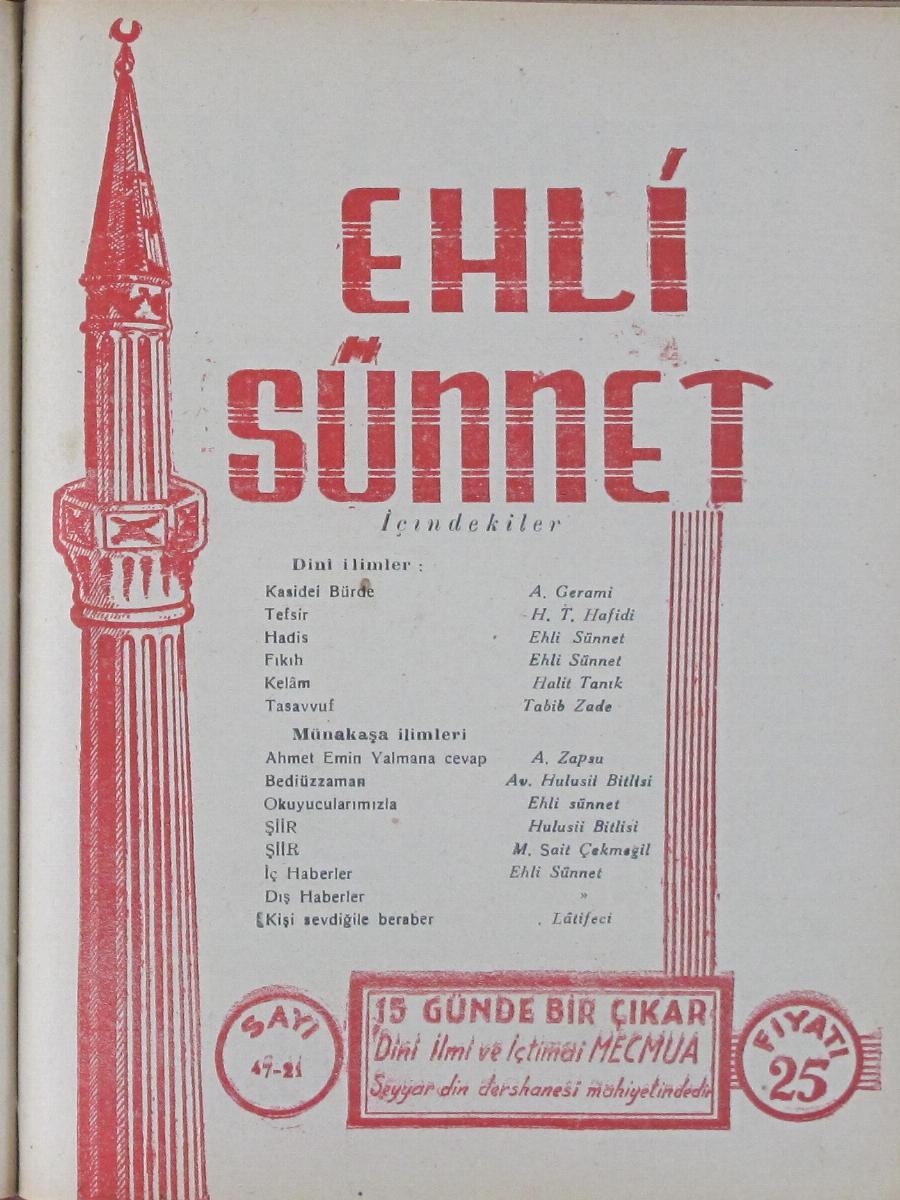 EHLİ
SÜNNET
İçindekiler
Dini ilimler :
Kasidei Bürde A. Gerami
Tefsir H. T. Hafidi
Hadis Ehli Sünnet
Fıkıh Ehli Sünnet
Kelâm Halit Tanık
Tasavvuf Tabib Zade
Münakaşa ilimleri
Ahmet Emin Yalmana cevap A. Zapsu
Bediüzzaman Av. Hulusii Bitlisi
Okuyucularımızla Ehli sünnet
ŞİİR Hulusii Bitlisi
ŞİİR M. Sait Çekmegil
İç Haberler Ehli Sünnet
Dış Haberler »
Kişi sevdiğile beraber . Lâtifeci
SAYI
47-21
15 GÜNDE BİR ÇIKAR
Dini ilmi ve İçtimai MECMUA
Seyyar din dershanesi mahiyetindedir
FİYATI
25